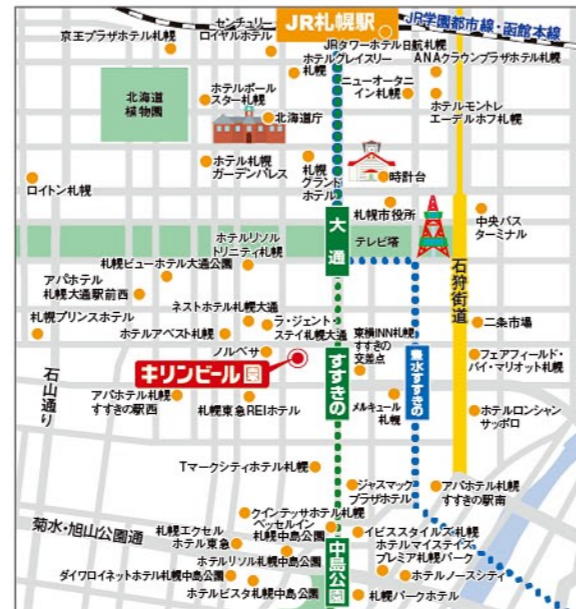 JR札幌駅
JR学園都市線・函館本線
京王プラザホテル札幌
センチュリー
ロイヤルホテル
JRタワーホテル日航札幌
ホテルグレイスリー
札幌
ANAクラウンプラザホテル札幌
ニューオータニ
イン札幌
北海道
植物園
ホテルポール
スター札幌
ホテルモントレ
エーデルホフ札幌
北海道庁
ホテル札幌
ガーデンパレス
札幌
グランド
ホテル
時計台
ロイトン札幌
札幌市役所
中央バス
ターミナル
大通
テレビ塔
ホテルリソル
トリニティ札幌
札幌ビューホテル大通公園
石狩街道
アパホテル
札幌大通駅前西
ネストホテル札幌大通
札幌プリンスホテル
ホテルアベスト札幌
ラ・ジェント・
ステイ札幌大通
東横INN札幌
すすきの
交差点
二条市場
ノルベサ
キリンビール園
すすきの
豊水すすきの
フェアフィールド・
バイ・マリオット札幌
石山通り
アパホテル札幌
すすきの駅西
札幌東急REIホテル
メルキュール
札幌
ホテルロンシャン
サッポロ
Tマークシティホテル札幌
ジャスマック
プラザホテル
アパホテル札幌
すすきの駅南
菊水・旭山公園通
クインテッサホテル札幌
ベッセルイン
札幌中島公園
札幌エクセル
ホテル東急
イビススタイルズ札幌
ホテルマイステイズ
プレミア札幌パーク
ホテルリソル札幌中島公園
中島公園
ダイワロイネットホテル札幌中島公園
ホテルノースシティ
ホテルビスタ札幌中島公園
札幌パークホテル